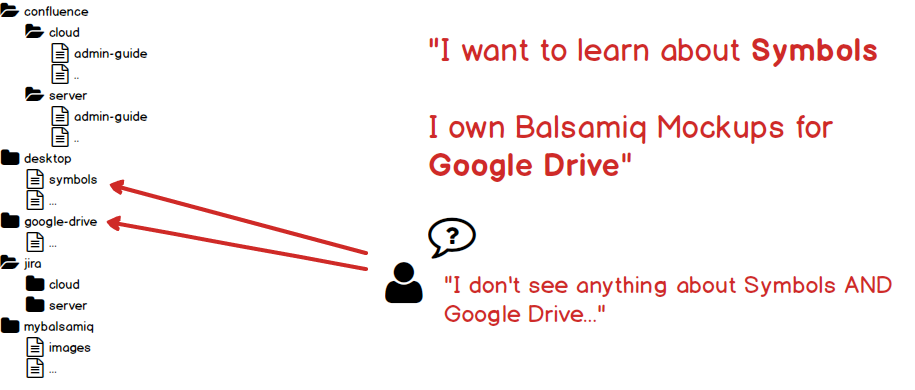 confluence
cloud
admin-guide
..
server
admin-guide
..
desktop
symbols
...
google-drive
...
jira
cloud
server
mybalsamiq
images
...
"I want to learn about Symbols
I own Balsamiq Mockups for
Google Drive"
?
"I don't see anything about Symbols AND
Google Drive..."